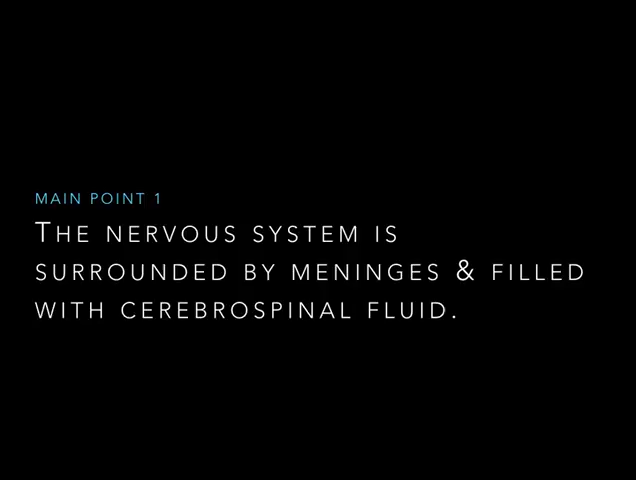 MAIN POINT 1
THE NERVOUS SYSTEM IS
SURROUNDED BY MENINGES & FILLED
WITH CEREBROSPINAL FLUID.